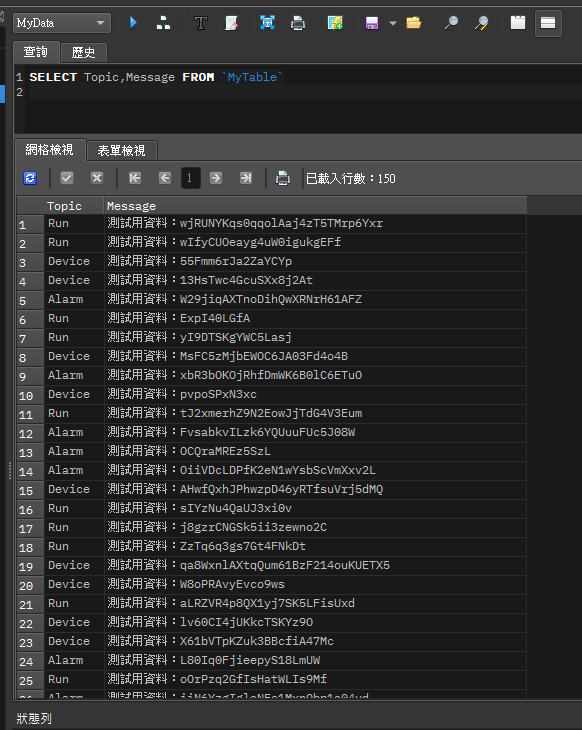 MyData
查詢 歷史
1 SELECT Topic,Message FROM `MyTable`
2
網格檢視 表單檢視
1 已載入行數：150
Topic Message
1 Run 測試用資料：wjRUNYKqs0qqolAaj4zT5TMrp6Yxr
2 Run 測試用資料：wIfyCUOeayg4uW0igukgEFf
3 Device 測試用資料：55Fmm6rJa2ZaYCYp
4 Device 測試用資料：13HsTwc4GcuSXx8j2At
5 Alarm 測試用資料：W29jiqAXTnoDihQwXRNrH61AFZ
6 Run 測試用資料：ExpI40LGfA
7 Run 測試用資料：yI9DTSKgYWC5Lasj
8 Device 測試用資料：MsFC5zMjbEWOC6JA03Fd4o4B
9 Alarm 測試用資料：xbR3bOKOjRhfDmWK6B0lC6ETuO
10 Device 測試用資料：pvpoSPxN3xc
11 Run 測試用資料：tJ2xmerhZ9N2EowJjTdG4V3Eum
12 Alarm 測試用資料：FvsabkvILzk6YQUuuFUc5J08W
13 Alarm 測試用資料：OCQraMREz5SzL
14 Alarm 測試用資料：OiiVDcLDPfK2eN1wYsbScVmXxv2L
15 Device 測試用資料：AHwfQxhJPhwzpD46yRTfsuVrj5dMQ
16 Run 測試用資料：sIYzNu4QaUJ3xi0v
17 Run 測試用資料：j8gzrCNGSk5ii3zewno2C
18 Run 測試用資料：ZzTq6q3gs7Gt4FNkDt
19 Device 測試用資料：qa8WxnlAXtqQum61BzF214ouKUETX5
20 Device 測試用資料：W8oPRAvyEvco9ws
21 Run 測試用資料：aLRZVR4p8QX1yj7SK5LFisUxd
22 Device 測試用資料：lv60CI4jUKkcTSKYz9O
23 Device 測試用資料：X61bVTpKZuk3BBcfiA47Mc
24 Alarm 測試用資料：L80Iq0FjieepyS18LmUW
25 Run 測試用資料：oOrPzq2GfIsHatWLIs9Mf
26 Alarm 測試用資料：
狀態列